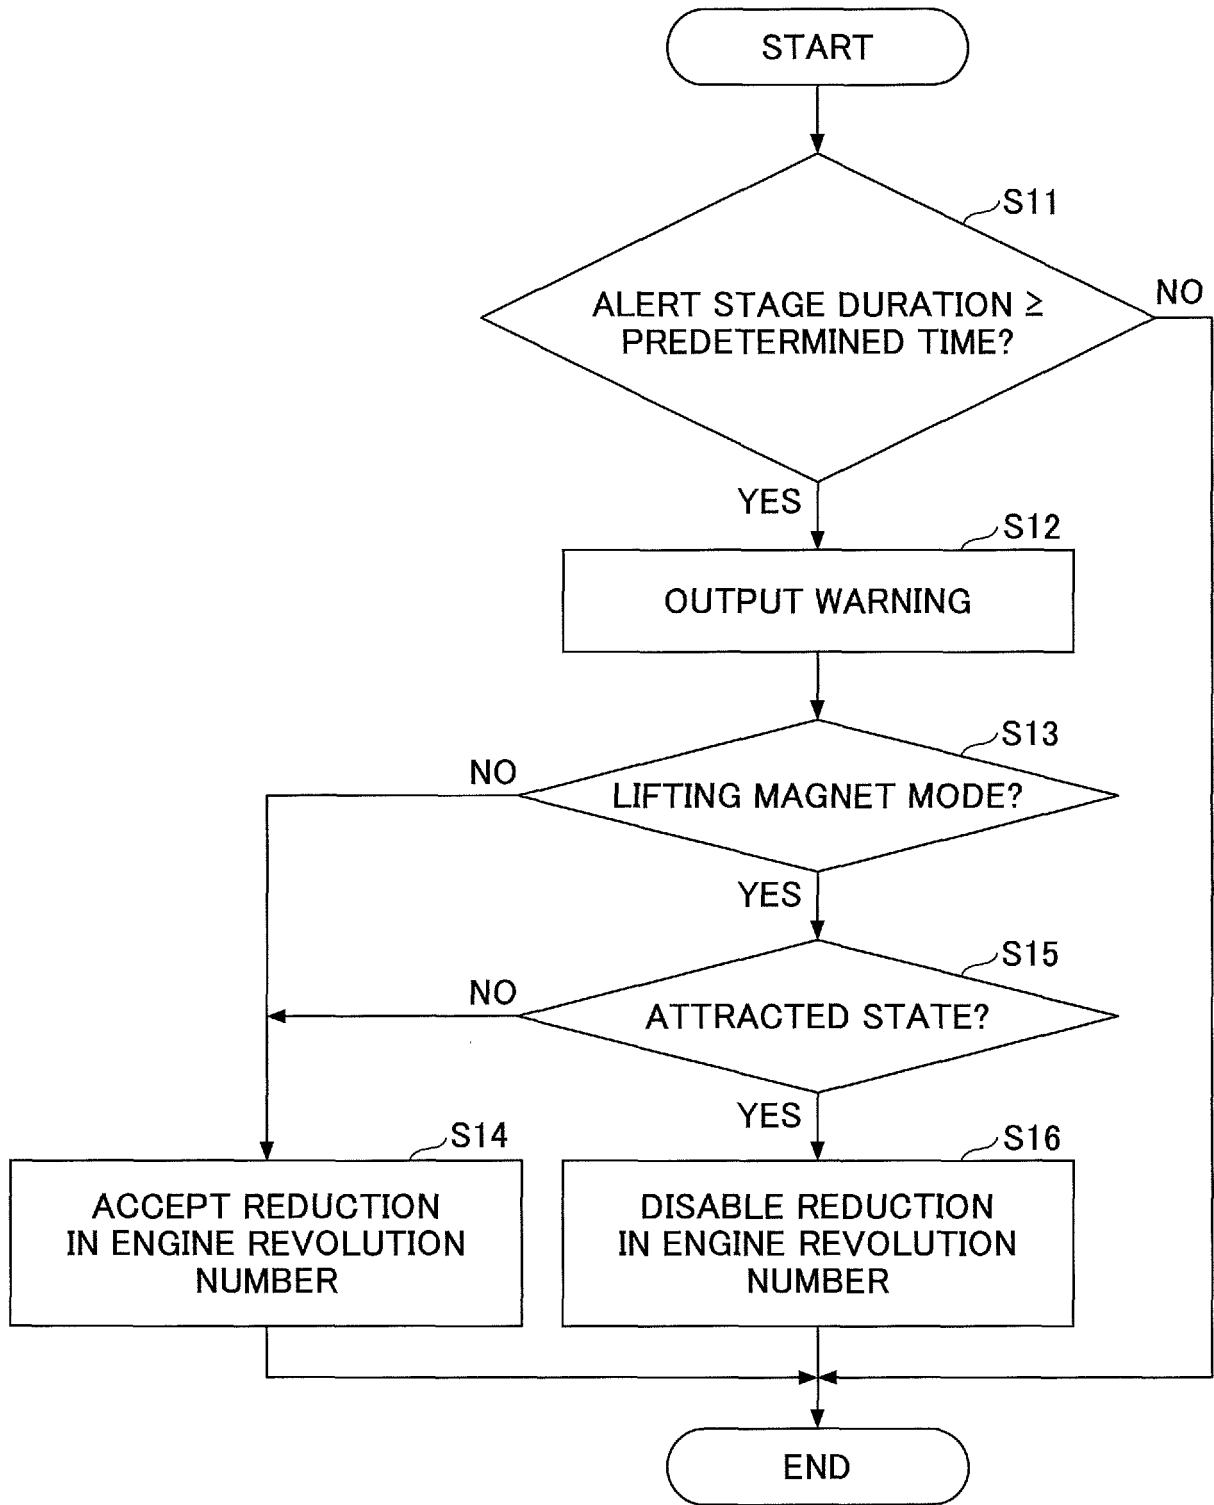 START
S11
ALERT STAGE DURATION ≥
PREDETERMINED TIME?
NO
YES
S12
OUTPUT WARNING
S13
NO
LIFTING MAGNET MODE?
YES
S15
NO
ATTRACTED STATE?
YES
S14
ACCEPT REDUCTION
IN ENGINE REVOLUTION
NUMBER
S16
DISABLE REDUCTION
IN ENGINE REVOLUTION
NUMBER
END